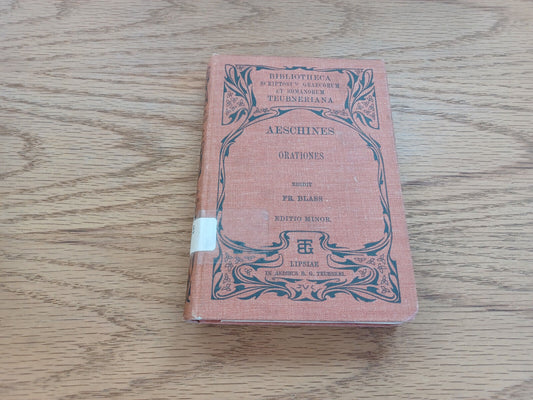 BIBLIOTHECA
SCRIPTORUM GRAECORUM
ET ROMANORUM
TEUBNERIANA
AESCHINES
ORATIONES
EDIDIT
FR. BLASS
EDITIO MINOR.
LIPSIAE
IN AEDIBUS B. G. TEUBNERI.